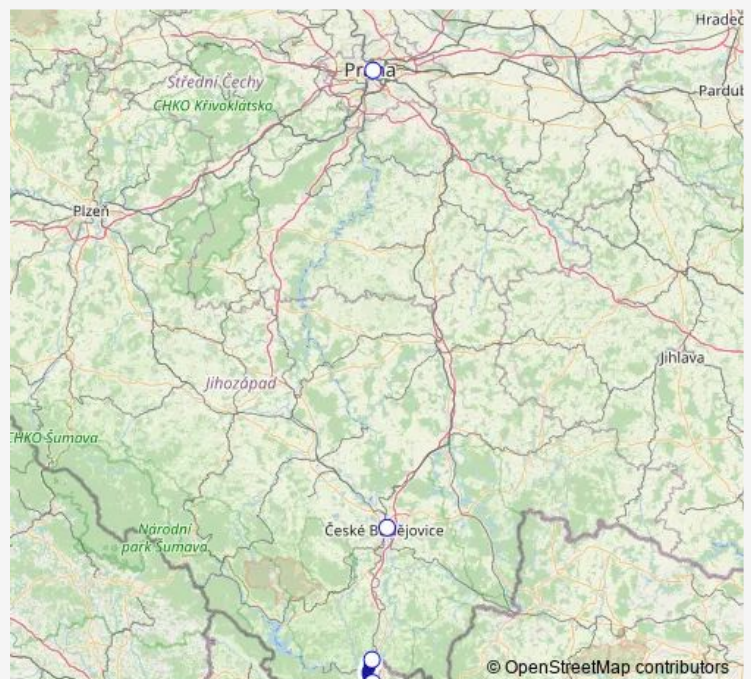 Hradec
Praha
Střední Čechy
CHKO Křivoklátsko
Pardub
Plzeň
Jihlava
Jihozápad
CHKO Šumava
České Budějovice
Národní
park Šumava
© OpenStreetMap contributors